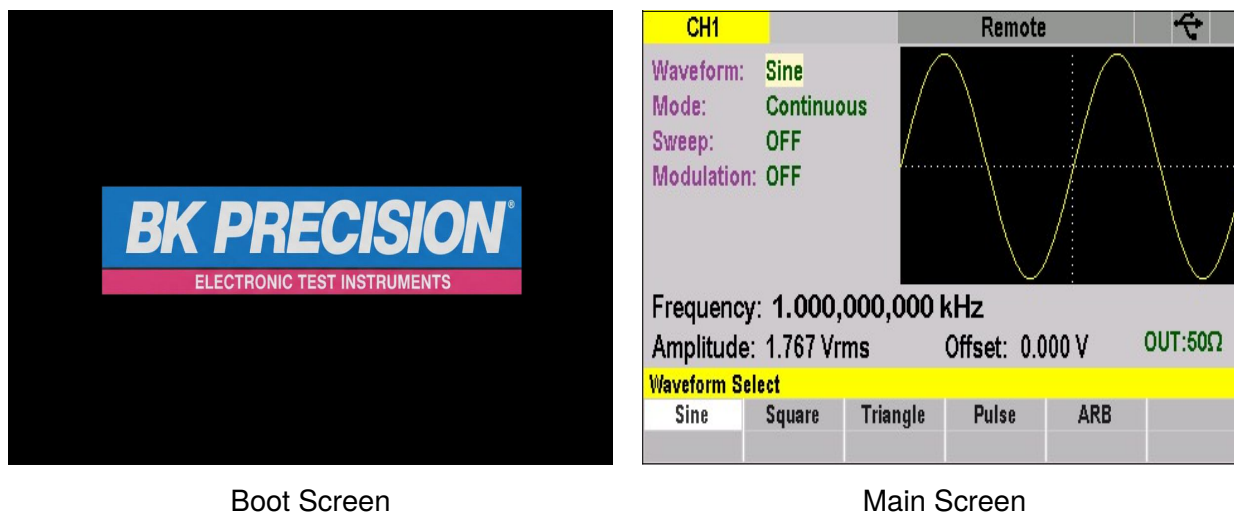 BK PRECISION®
ELECTRONIC TEST INSTRUMENTS
Boot Screen
CH1 Remote
Waveform: Sine
Mode: Continuous
Sweep: OFF
Modulation: OFF
Frequency: 1.000,000,000 kHz
Amplitude: 1.767 Vrms Offset: 0.000 V OUT:50Ω
Waveform Select
Sine Square Triangle Pulse ARB
Main Screen